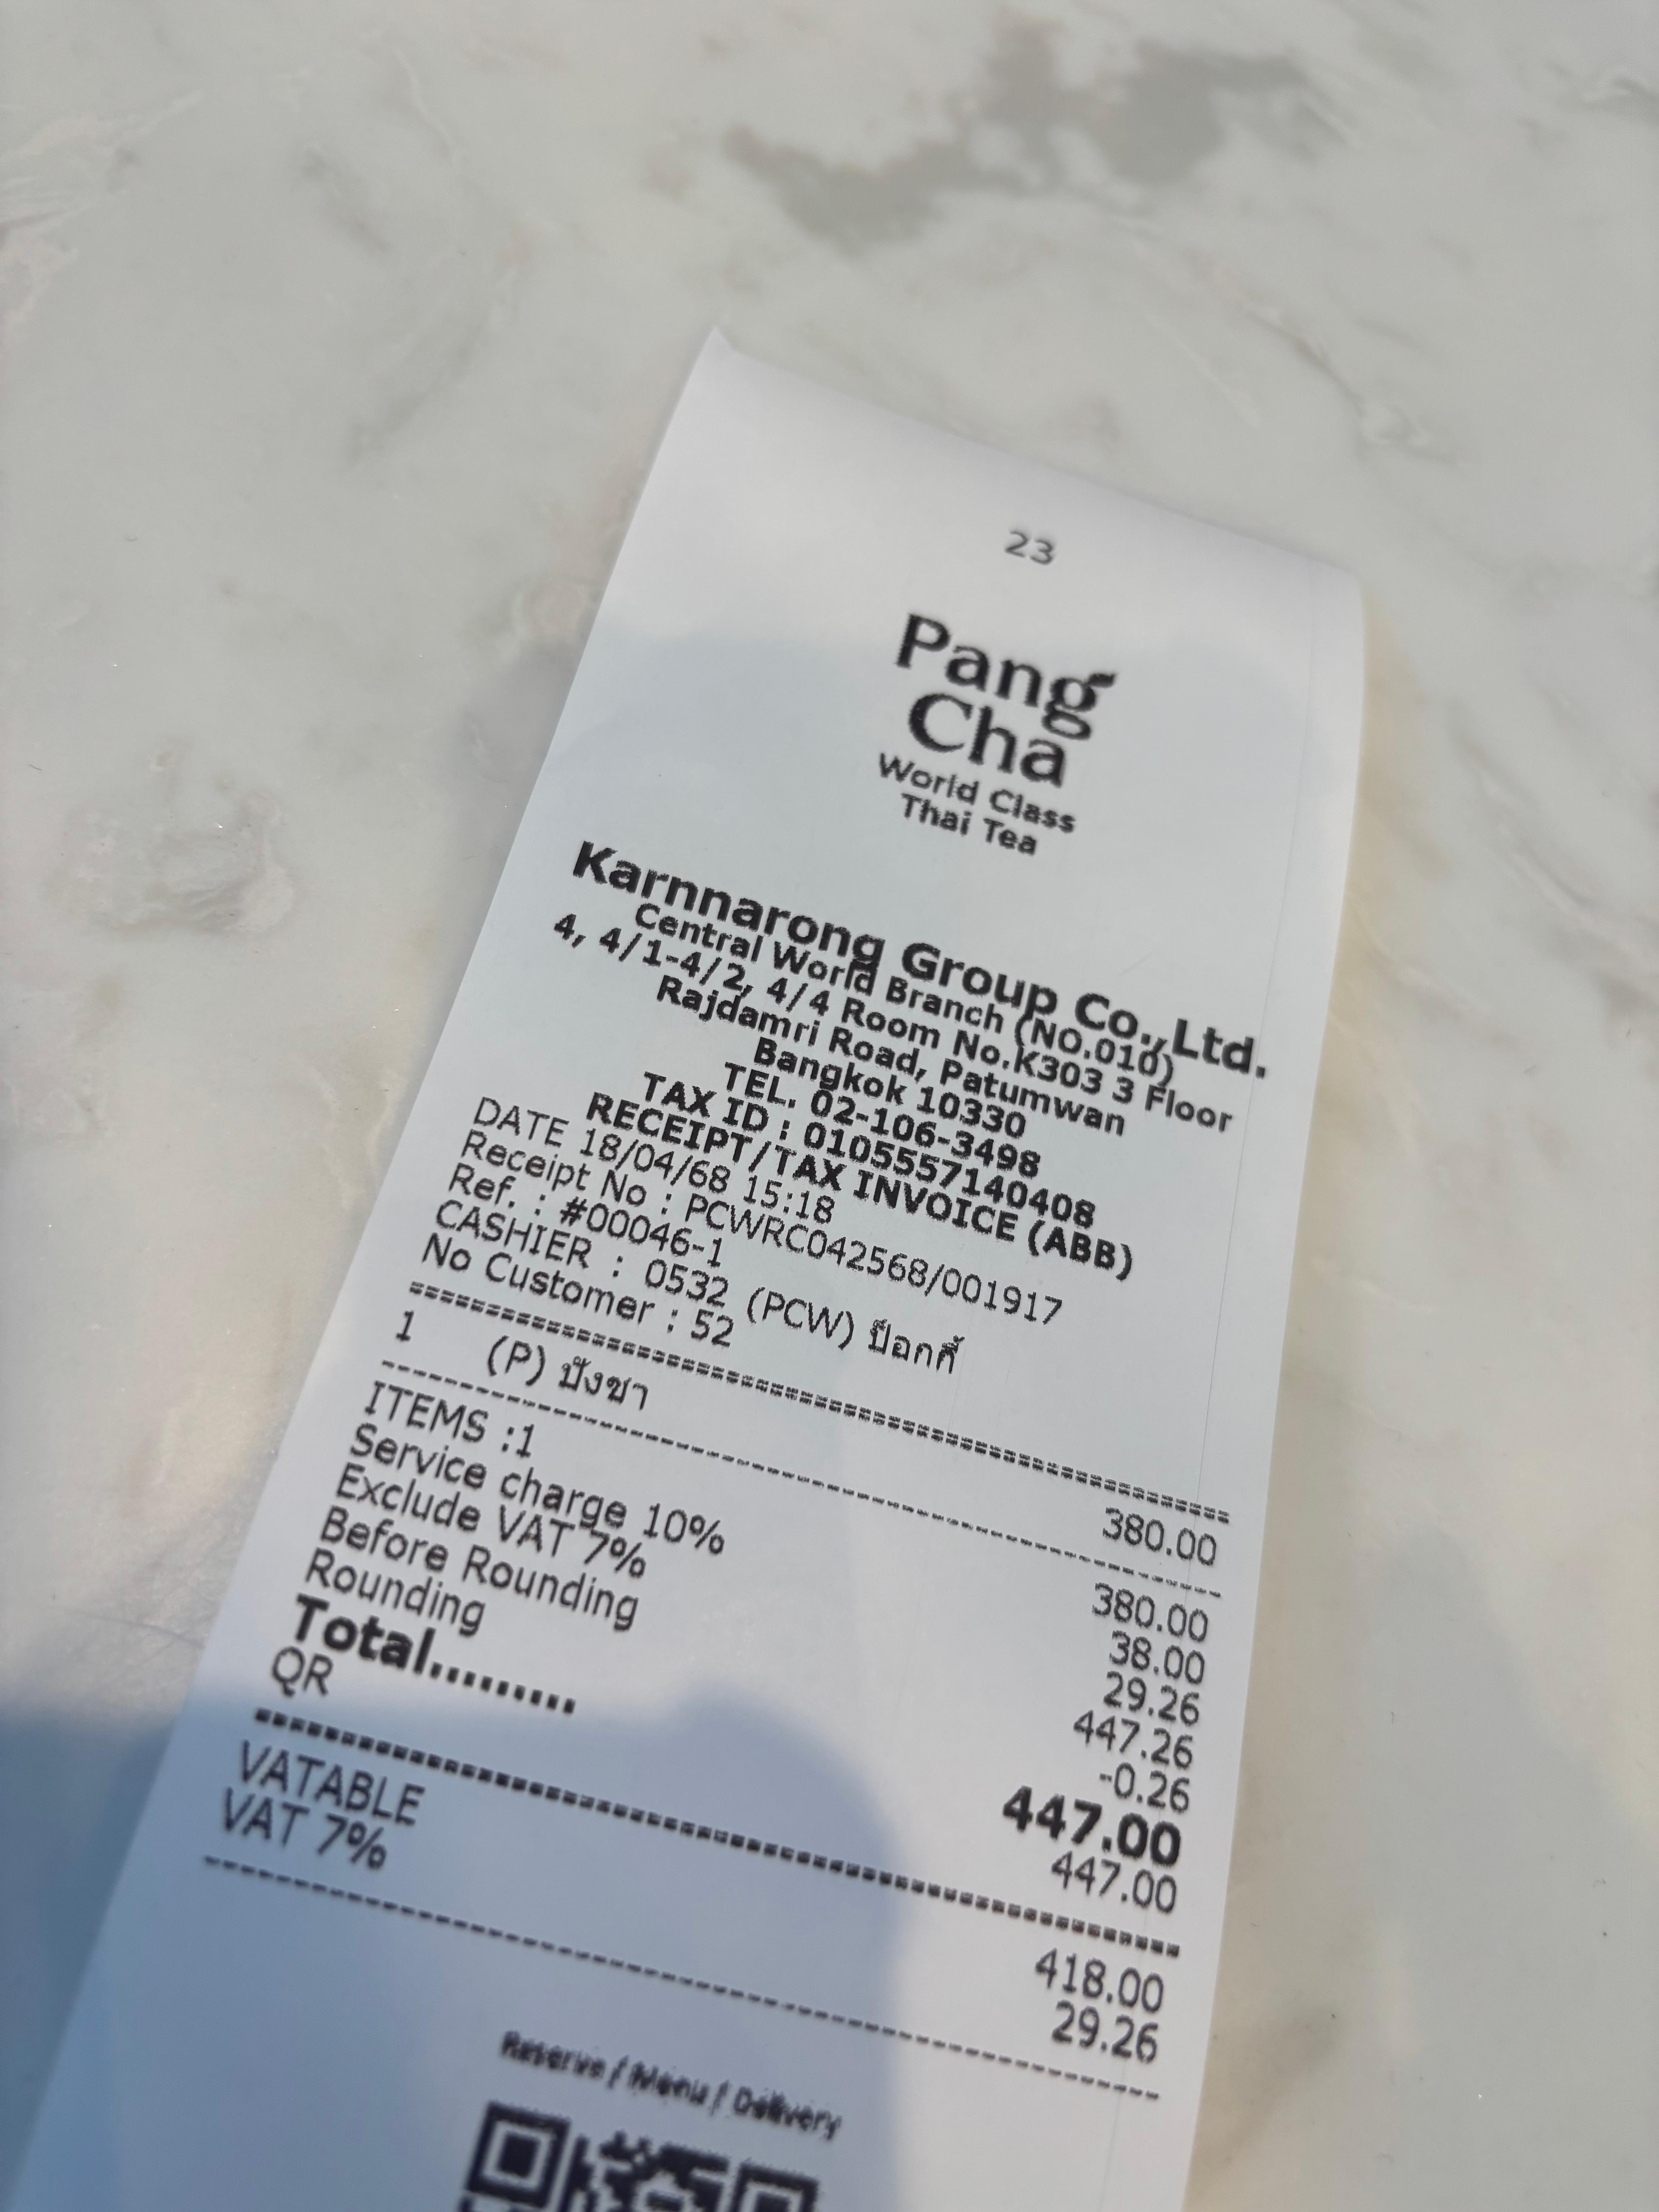 23
Pang
Cha
World Class
Thai Tea
Karnnarong Group Co.,Ltd.
Central World Branch (NO.010)
4, 4/1-4/2, 4/4 Room No.K303 3 Floor
Rajdamri Road, Patumwan
Bangkok 10330
TEL. 02-106-3498
TAX ID : 0105557140408
RECEIPT/TAX INVOICE (ABB)
DATE 18/04/68 15:18
Receipt No : PCWRC042568/001917
Ref. : #00046-1
CASHIER : 0532 (PCW) ป็อกกี้
No Customer : 52
1 (P) ปังชา 380.00
ITEMS :1 380.00
Service charge 10% 38.00
Exclude VAT 7% 29.26
Before Rounding 447.26
Rounding -0.26
Total......... 447.00
QR 447.00
VATABLE 418.00
VAT 7% 29.26
Reserve / Menu / Delivery